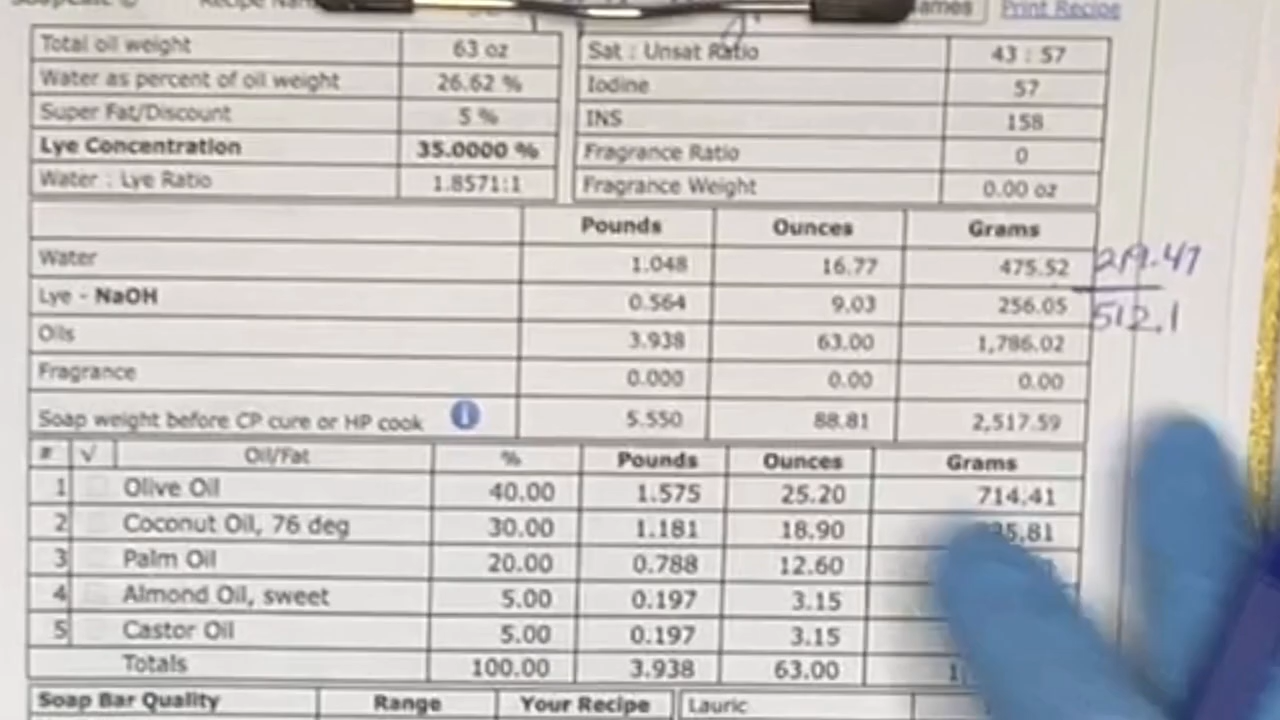 Print Recipe
Total oil weight 63 oz
Water as percent of oil weight 26.62 %
Super Fat/Discount 5 %
Lye Concentration 35.0000 %
Water : Lye Ratio 1.8571:1
Sat : Unsat Ratio 43 : 57
Iodine 57
INS 158
Fragrance Ratio 0
Fragrance Weight 0.00 oz
Pounds Ounces Grams
Water 1.048 16.77 475.52
Lye - NaOH 0.564 9.03 256.05
512.1
Oils 3.938 63.00 1,786.02
Fragrance 0.000 0.00 0.00
Soap weight before CP cure or HP cook i 5.550 88.81 2,517.59
# √ Oil/Fat % Pounds Ounces Grams
1 Olive Oil 40.00 1.575 25.20 714.41
2 Coconut Oil, 76 deg 30.00 1.181 18.90
3 Palm Oil 20.00 0.788 12.60
4 Almond Oil, sweet 5.00 0.197 3.15
5 Castor Oil 5.00 0.197 3.15
Totals 100.00 3.938 63.00
Soap Bar Quality Range Your Recipe Lauric